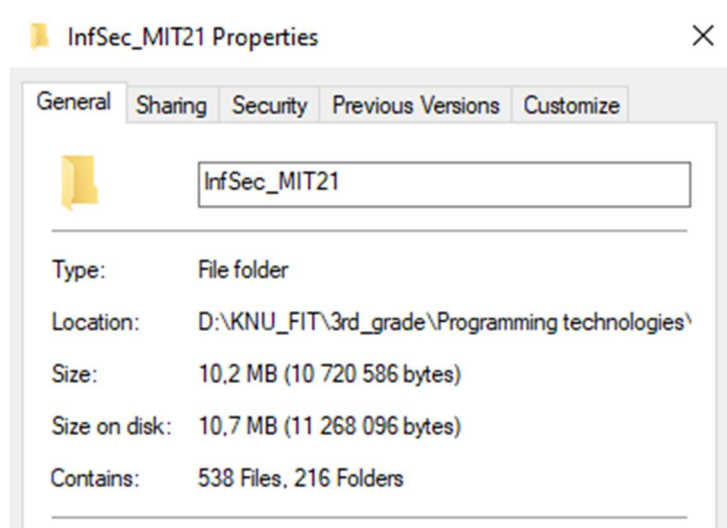 InfSec_MIT21 Properties
General Sharing Security Previous Versions Customize
InfSec_MIT21
Type: File folder
Location: D:\KNU_FIT\3rd_grade\Programming technologies\
Size: 10,2 MB (10 720 586 bytes)
Size on disk: 10,7 MB (11 268 096 bytes)
Contains: 538 Files, 216 Folders